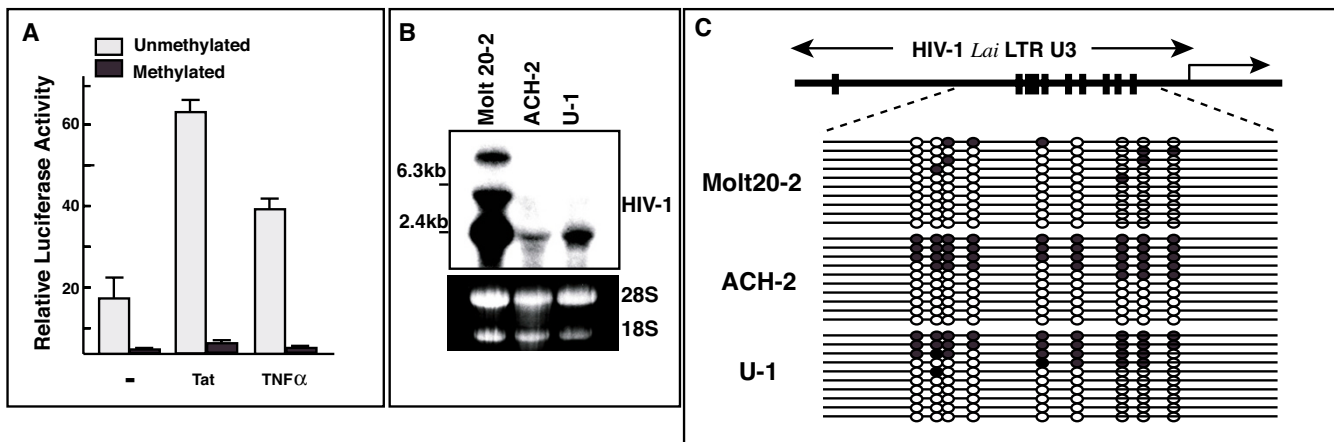 A
Unmethylated
Methylated
Relative Luciferase Activity
60
40
20
-
Tat
TNFα
B
Molt 20-2
ACH-2
U-1
6.3kb
2.4kb
HIV-1
28S
18S
C
HIV-1 Lai LTR U3
Molt20-2
ACH-2
U-1